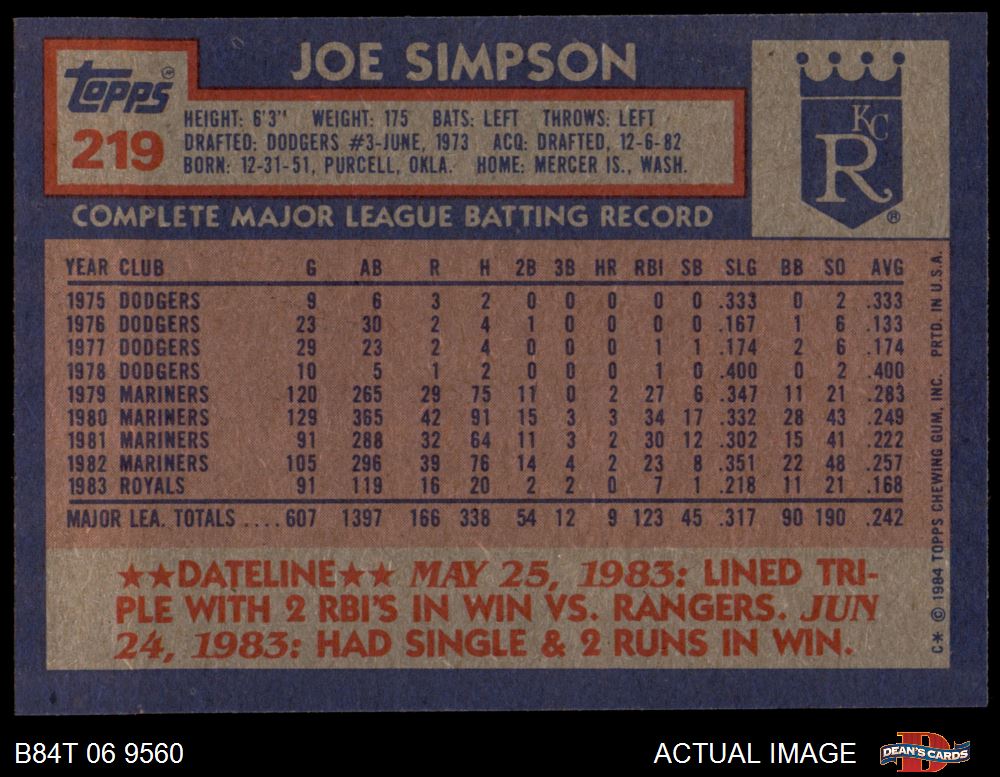 JOE SIMPSON
Topps®
219
HEIGHT: 6'3" WEIGHT: 175 BATS: LEFT THROWS: LEFT
DRAFTED: DODGERS #3-JUNE, 1973 ACQ: DRAFTED, 12-6-82
BORN: 12-31-51, PURCELL, OKLA. HOME: MERCER IS., WASH.
KC
R
®
COMPLETE MAJOR LEAGUE BATTING RECORD
YEAR CLUB G AB R H 2B 3B HR RBI SB SLG BB SO AVG
1975 DODGERS 9 6 3 2 0 0 0 0 0 .333 0 2 .333
1976 DODGERS 23 30 2 4 1 0 0 0 0 .167 1 6 .133
1977 DODGERS 29 23 2 4 0 0 0 1 1 .174 2 6 .174
1978 DODGERS 10 5 1 2 0 0 0 1 0 .400 0 2 .400
1979 MARINERS 120 265 29 75 11 0 2 27 6 .347 11 21 .283
1980 MARINERS 129 365 42 91 15 3 3 34 17 .332 28 43 .249
1981 MARINERS 91 288 32 64 11 3 2 30 12 .302 15 41 .222
1982 MARINERS 105 296 39 76 14 4 2 23 8 .351 22 48 .257
1983 ROYALS 91 119 16 20 2 2 0 7 1 .218 11 21 .168
MAJOR LEA. TOTALS .... 607 1397 166 338 54 12 9 123 45 .317 90 190 .242
★★DATELINE★★ MAY 25, 1983: LINED TRI-
PLE WITH 2 RBI'S IN WIN VS. RANGERS. JUN
24, 1983: HAD SINGLE & 2 RUNS IN WIN.
C* © 1984 TOPPS CHEWING GUM, INC. PRTD. IN U.S.A.
B84T 06 9560
ACTUAL IMAGE
D
DEAN'S CARDS